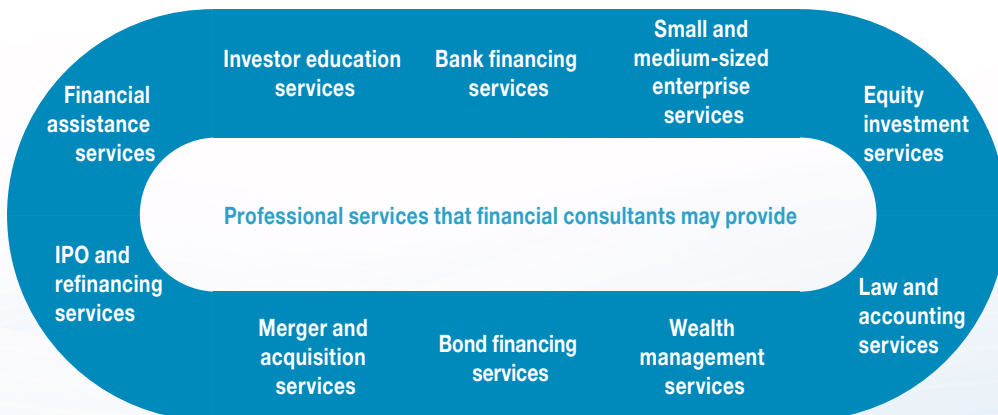 Financial
assistance
services
Investor education
services
Bank financing
services
Small and
medium-sized
enterprise
services
Equity
investment
services
Professional services that financial consultants may provide
IPO and
refinancing
services
Merger and
acquisition
services
Bond financing
services
Wealth
management
services
Law and
accounting
services